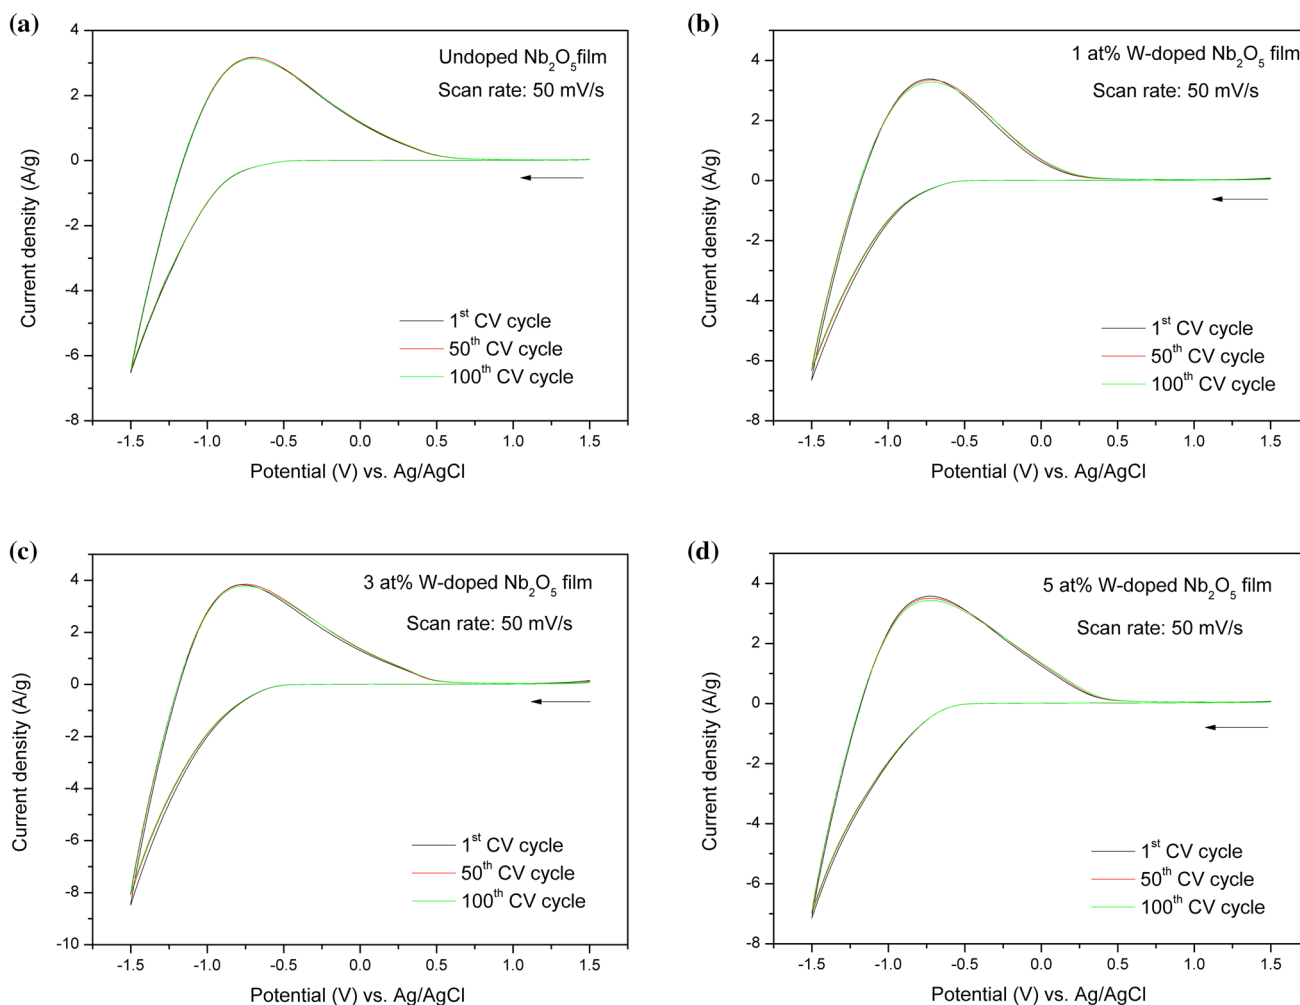 (a)
Undoped Nb₂O₅film
Scan rate: 50 mV/s
4
2
0
-2
-4
-6
-8
Current density (A/g)
1ˢᵗ CV cycle
50ᵗʰ CV cycle
100ᵗʰ CV cycle
-1.5 -1.0 -0.5 0.0 0.5 1.0 1.5
Potential (V) vs. Ag/AgCl
(b)
1 at% W-doped Nb₂O₅ film
Scan rate: 50 mV/s
4
2
0
-2
-4
-6
-8
Current density (A/g)
1ˢᵗ CV cycle
50ᵗʰ CV cycle
100ᵗʰ CV cycle
-1.5 -1.0 -0.5 0.0 0.5 1.0 1.5
Potential (V) vs. Ag/AgCl
(c)
3 at% W-doped Nb₂O₅ film
Scan rate: 50 mV/s
4
2
0
-2
-4
-6
-8
-10
Current density (A/g)
1ˢᵗ CV cycle
50ᵗʰ CV cycle
100ᵗʰ CV cycle
-1.5 -1.0 -0.5 0.0 0.5 1.0 1.5
Potential (V) vs. Ag/AgCl
(d)
5 at% W-doped Nb₂O₅ film
Scan rate: 50 mV/s
4
2
0
-2
-4
-6
-8
Current density (A/g)
1ˢᵗ CV cycle
50ᵗʰ CV cycle
100ᵗʰ CV cycle
-1.5 -1.0 -0.5 0.0 0.5 1.0 1.5
Potential (V) vs. Ag/AgCl